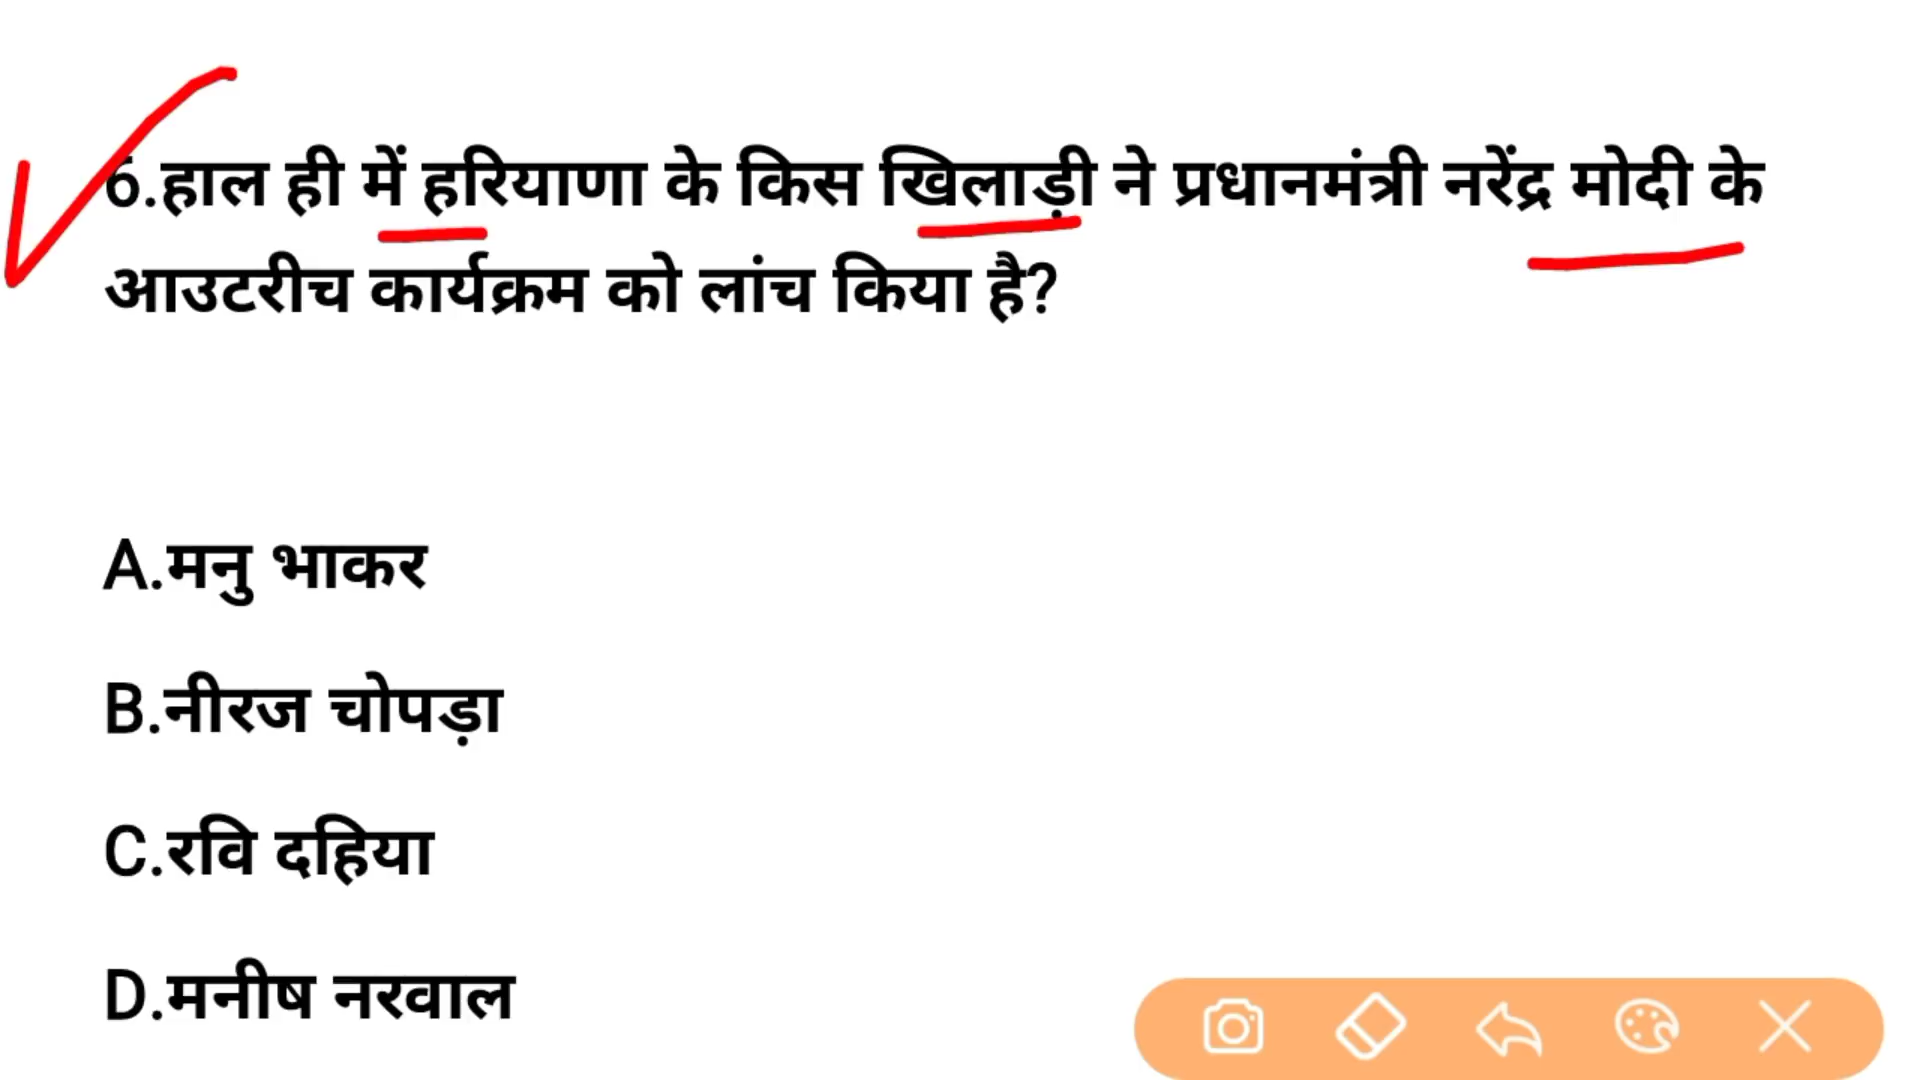 6.हाल ही में हरियाणा के किस खिलाड़ी ने प्रधानमंत्री नरेंद्र मोदी के
आउटरीच कार्यक्रम को लांच किया है?
A.मनु भाकर
B.नीरज चोपड़ा
C.रवि दहिया
D.मनीष नरवाल